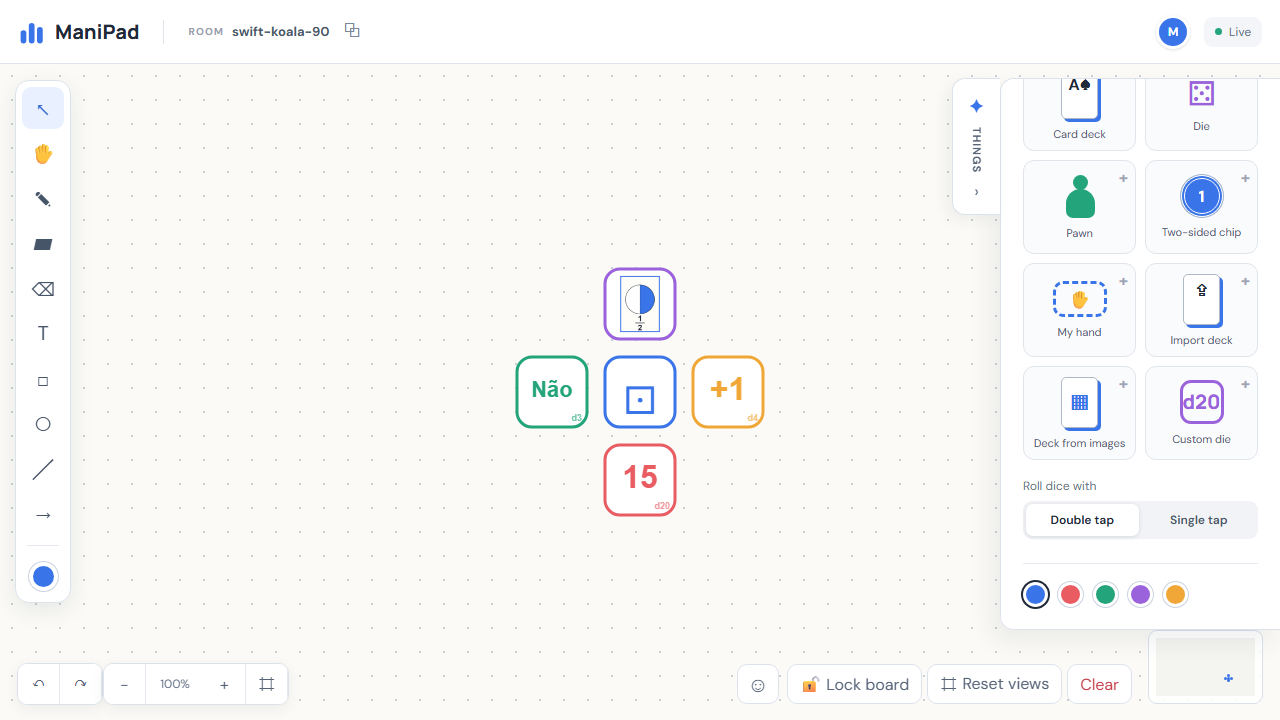 ManiPad
ROOM swift-koala-90
M
Live
THINGS
A♠
Card deck
Die
Pawn
1
Two-sided chip
My hand
Import deck
Deck from images
d20
Custom die
Roll dice with
Double tap
Single tap
1
2
Não
d3
+1
d4
15
d20
T
100%
Lock board
Reset views
Clear